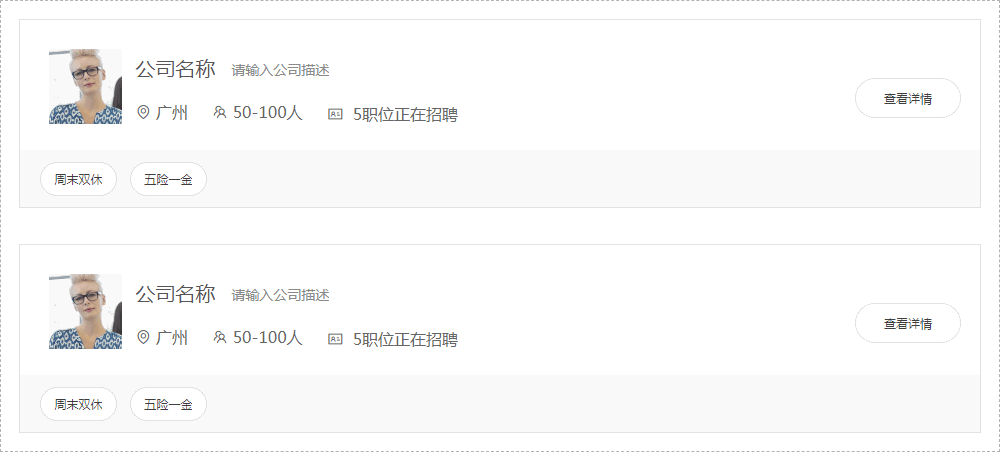 公司名称 请输入公司描述
广州 50-100人 5职位正在招聘
查看详情
周末双休 五险一金
公司名称 请输入公司描述
广州 50-100人 5职位正在招聘
查看详情
周末双休 五险一金